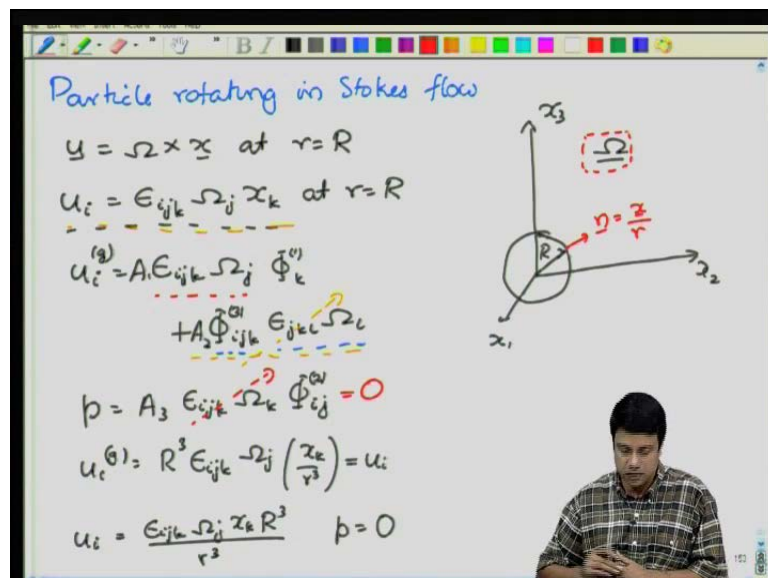 B I
Particle rotating in Stokes flow
u = Ω × x at r = R
u_i = ϵ_ijk Ω_j x_k at r = R
u_i^(g) = A_1 ϵ_ijk Ω_j Φ_k^(1)
+ A_2 Φ_ijk^(3) ϵ_jkl Ω_l
p = A_3 ϵ_ijk Ω_k Φ_ij^(2) = 0
u_i^(g) = R^3 ϵ_ijk Ω_j (x_k/r^3) = u_i
u_i = ϵ_ijk Ω_j x_k R^3 / r^3 p = 0
x_3
Ω
n = x/r
R
x_2
x_1